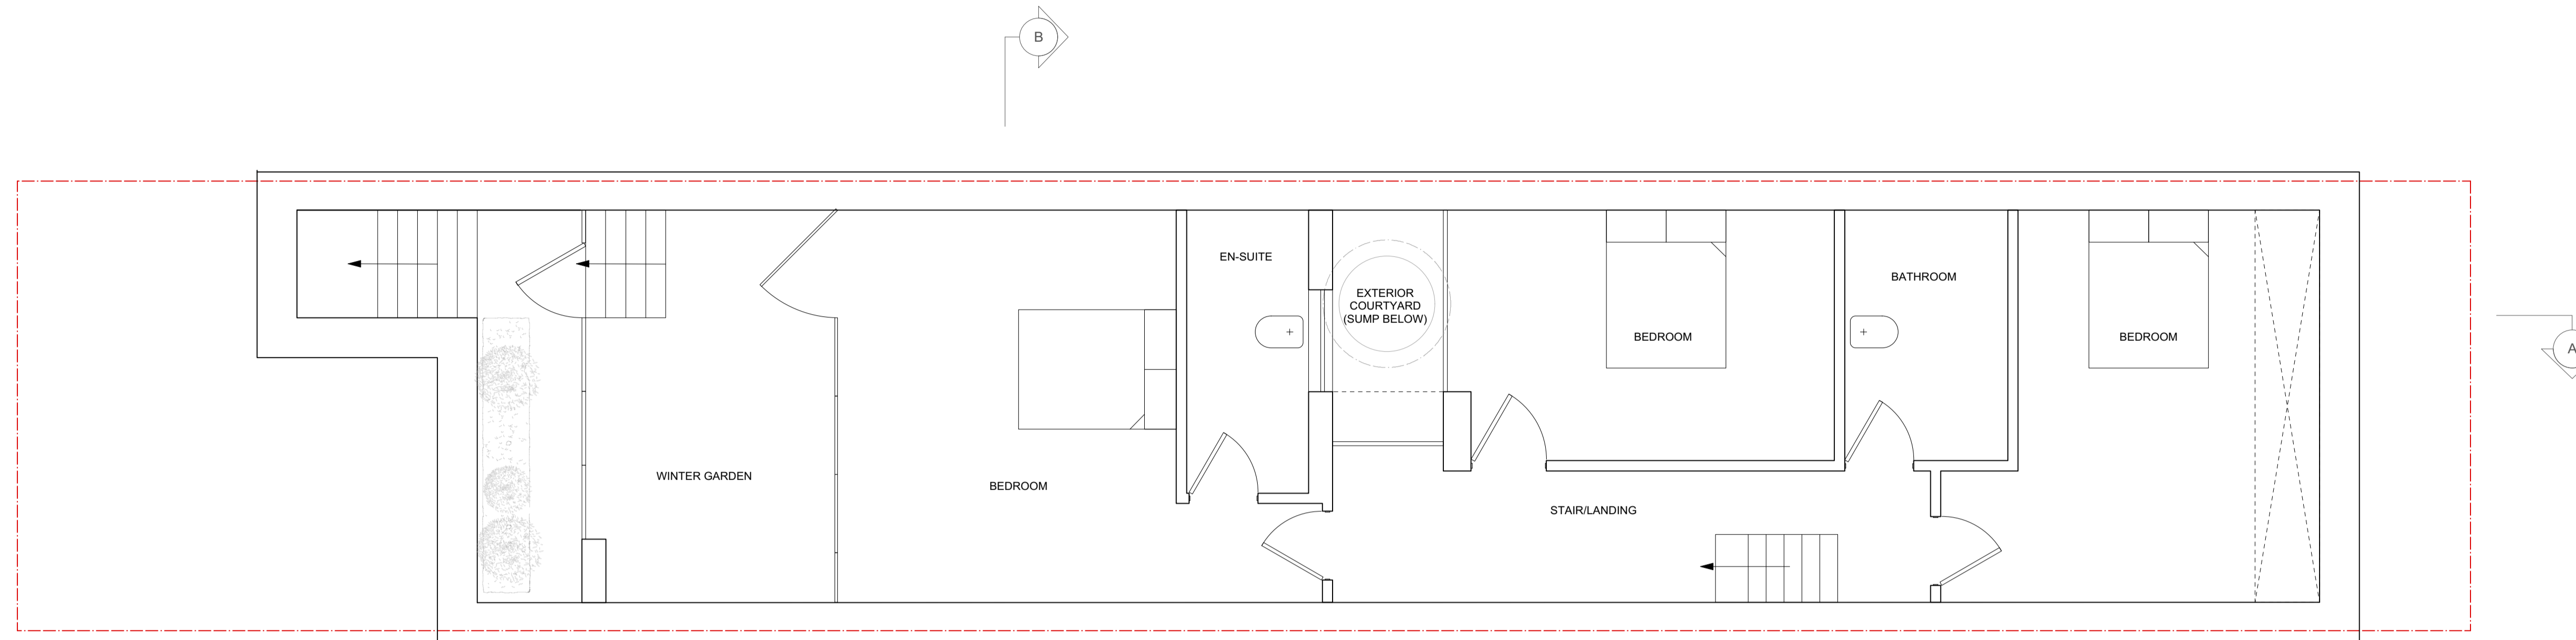 B
EN-SUITE
EXTERIOR
COURTYARD
(SUMP BELOW)
BATHROOM
BEDROOM
BEDROOM
A
WINTER GARDEN
BEDROOM
STAIR/LANDING